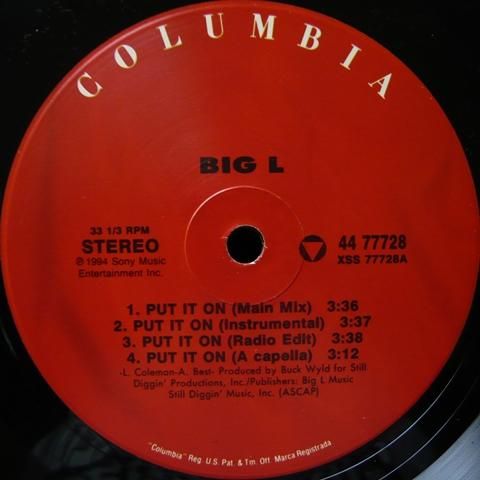 COLUMBIA
BIG L
33 1/3 RPM
STEREO
℗ 1994 Sony Music
Entertainment Inc.
44 77728
XSS 77728A
1. PUT IT ON (Main Mix) 3:36
2. PUT IT ON (Instrumental) 3:37
3. PUT IT ON (Radio Edit) 3:38
4. PUT IT ON (A capella) 3:12
-L. Coleman-A. Best- Produced by Buck Wyld for Still
Diggin' Productions, Inc./Publishers: Big L Music
Still Diggin' Music, Inc. (ASCAP)
"Columbia" Reg. U.S. Pat. & Tm. Off. Marca Registrada.